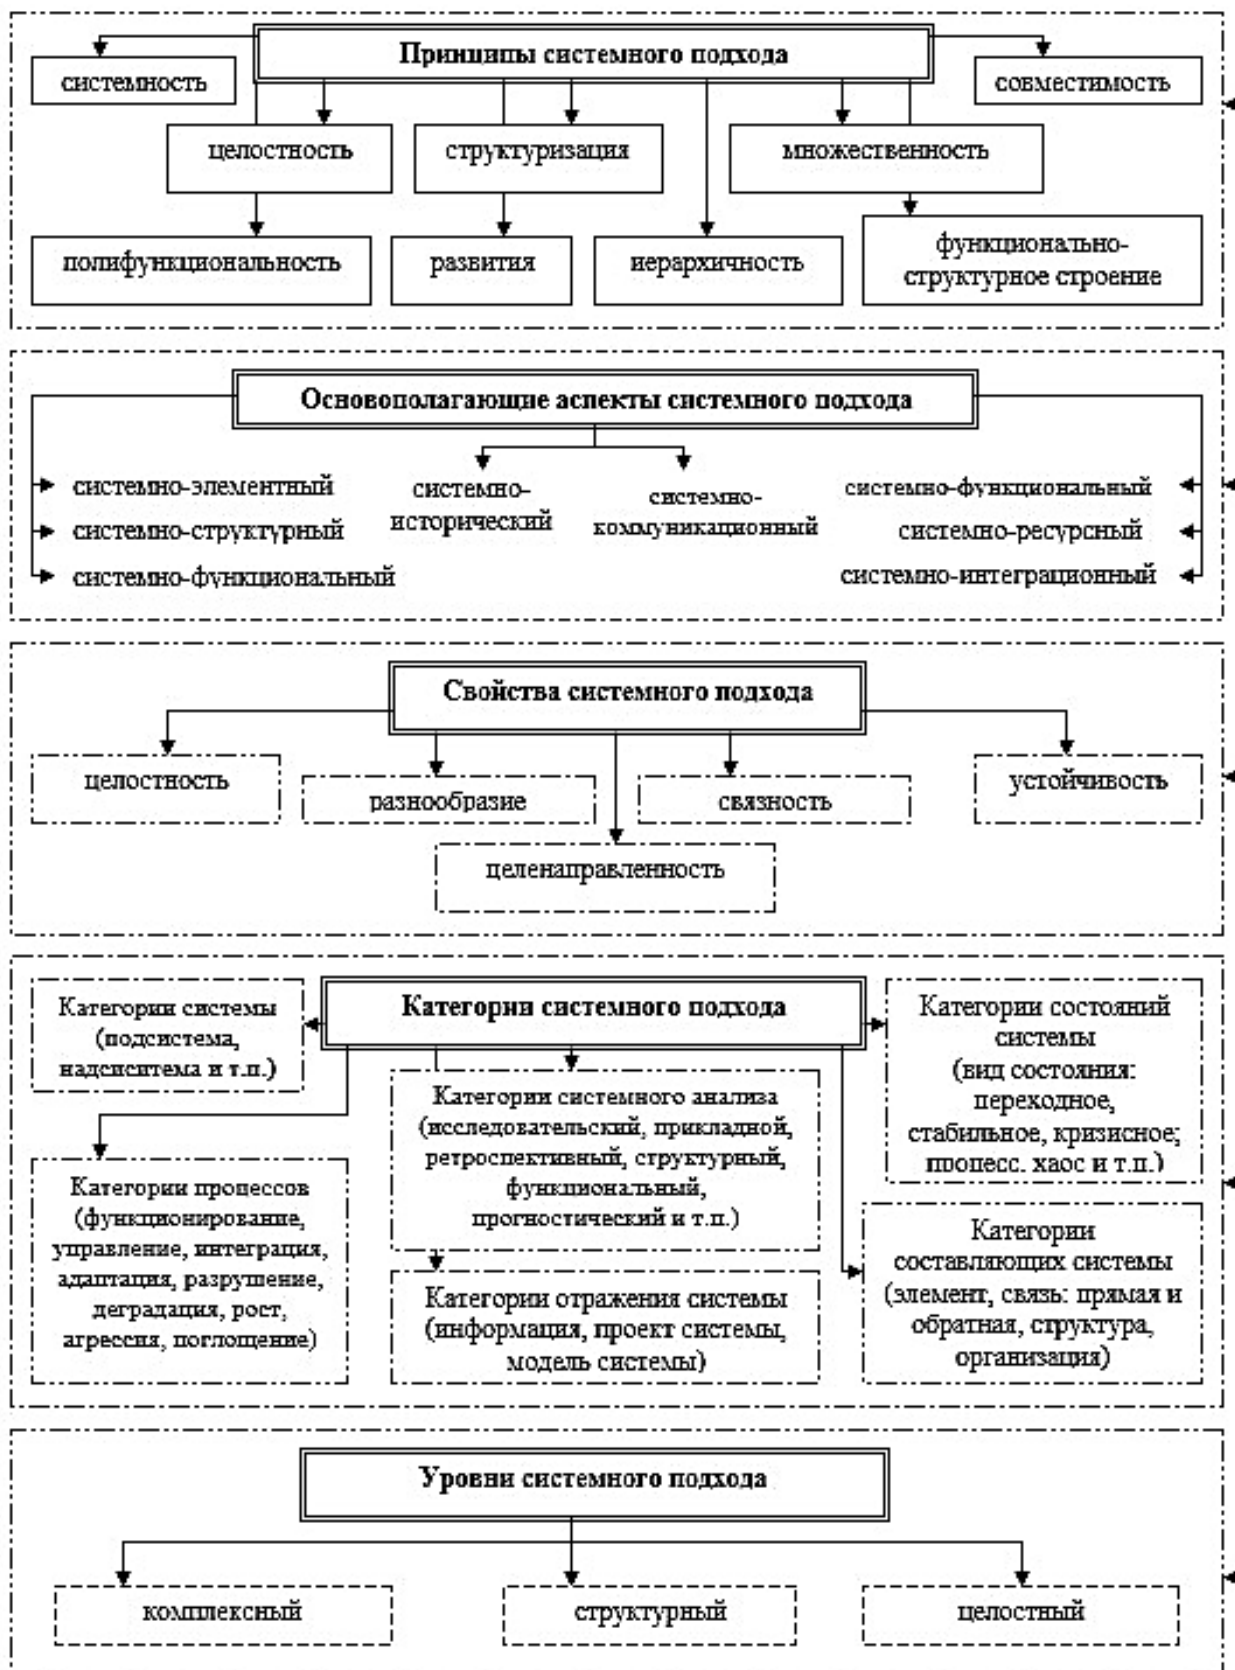 Принципы системного подхода
системность
совместимость
целостность
структуризация
множественность
полифункциональность
развития
иерархичность
функционально-
структурное строение
Основополагающие аспекты системного подхода
системно-элементный
системно-структурный
системно-функциональный
системно-
исторический
системно-
коммуникационный
системно-функциональный
системно-ресурсный
системно-интеграционный
Свойства системного подхода
целостность
разнообразие
связность
устойчивость
целенаправленность
Категории системного подхода
Категории системы
(подсистема,
надсиситема и т.п.)
Категории процессов
(функционирование,
управление, интеграция,
адаптация, разрушение,
деградация, рост,
агрессия, поглощение)
Категории системного анализа
(исследовательский, прикладной,
ретроспективный, структурный,
функциональный,
прогностический и т.п.)
Категории отражения системы
(информация, проект системы,
модель системы)
Категории состояний
системы
(вид состояния:
переходное,
стабильное, кризисное;
процесс, хаос и т.п.)
Категории
составляющих системы
(элемент, связь: прямая и
обратная, структура,
организация)
Уровни системного подхода
комплексный
структурный
целостный